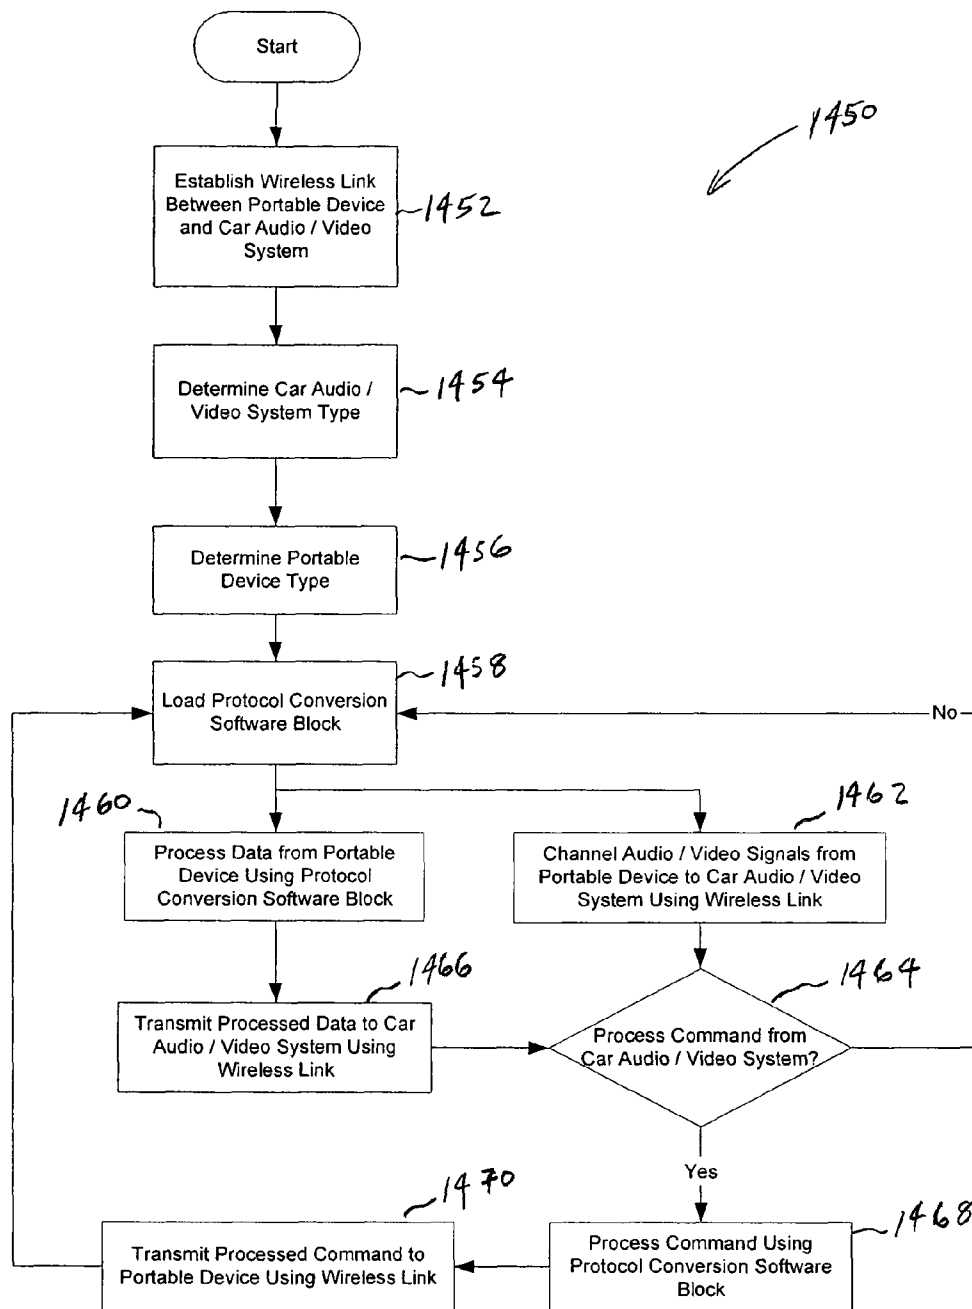 Start
1450
Establish Wireless Link
Between Portable Device
and Car Audio / Video
System
1452
Determine Car Audio /
Video System Type
1454
Determine Portable
Device Type
1456
1458
Load Protocol Conversion
Software Block
No
1460
Process Data from Portable
Device Using Protocol
Conversion Software Block
1462
Channel Audio / Video Signals from
Portable Device to Car Audio / Video
System Using Wireless Link
1466
Transmit Processed Data to Car
Audio / Video System Using
Wireless Link
1464
Process Command from
Car Audio / Video System?
Yes
1470
Transmit Processed Command to
Portable Device Using Wireless Link
1468
Process Command Using
Protocol Conversion Software
Block